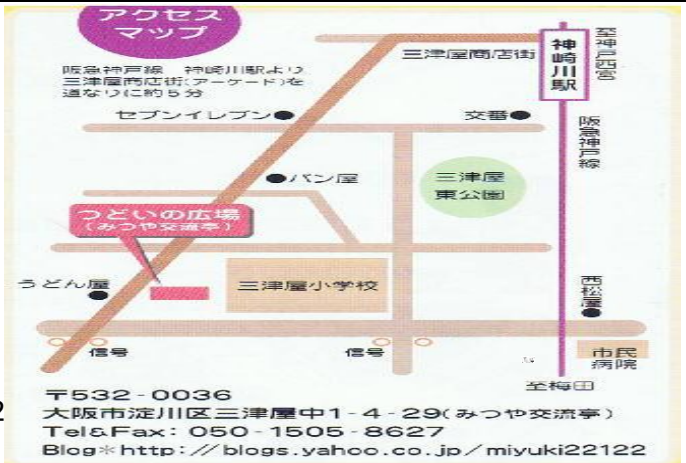 アクセス
マップ
阪急神戸線 神崎川駅より
三津屋商店街(アーケード)を
道なりに約5分
三津屋商店街
神崎川駅
至神戸西宮
阪急神戸線
セブンイレブン
交番
パン屋
三津屋
東公園
つどいの広場
(みつや交流亭)
うどん屋
三津屋小学校
西松屋
信号
信号
市民
病院
至梅田
〒532-0036
2
大阪市淀川区三津屋中1-4-29(みつや交流亭)
Tel&Fax: 050-1505-8627
Blog*http://blogs.yahoo.co.jp/miyuki22122